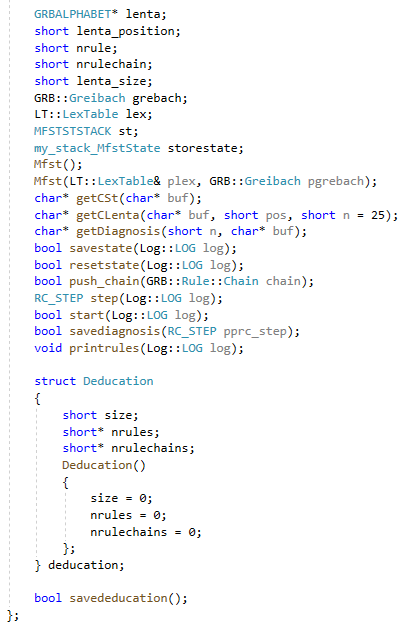 GRBALPHABET* lenta;
short lenta_position;
short nrule;
short nrulechain;
short lenta_size;
GRB::Greibach grebach;
LT::LexTable lex;
MFSTSTSTACK st;
my_stack_MfstState storestate;
Mfst();
Mfst(LT::LexTable& plex, GRB::Greibach pgrebach);
char* getCSt(char* buf);
char* getCLenta(char* buf, short pos, short n = 25);
char* getDiagnosis(short n, char* buf);
bool savestate(Log::LOG log);
bool resetstate(Log::LOG log);
bool push_chain(GRB::Rule::Chain chain);
RC_STEP step(Log::LOG log);
bool start(Log::LOG log);
bool savediagnosis(RC_STEP pprc_step);
void printrules(Log::LOG log);
struct Deducation
{
short size;
short* nrules;
short* nrulechains;
Deducation()
{
size = 0;
nrules = 0;
nrulechains = 0;
};
} deducation;
bool savededucation();
};